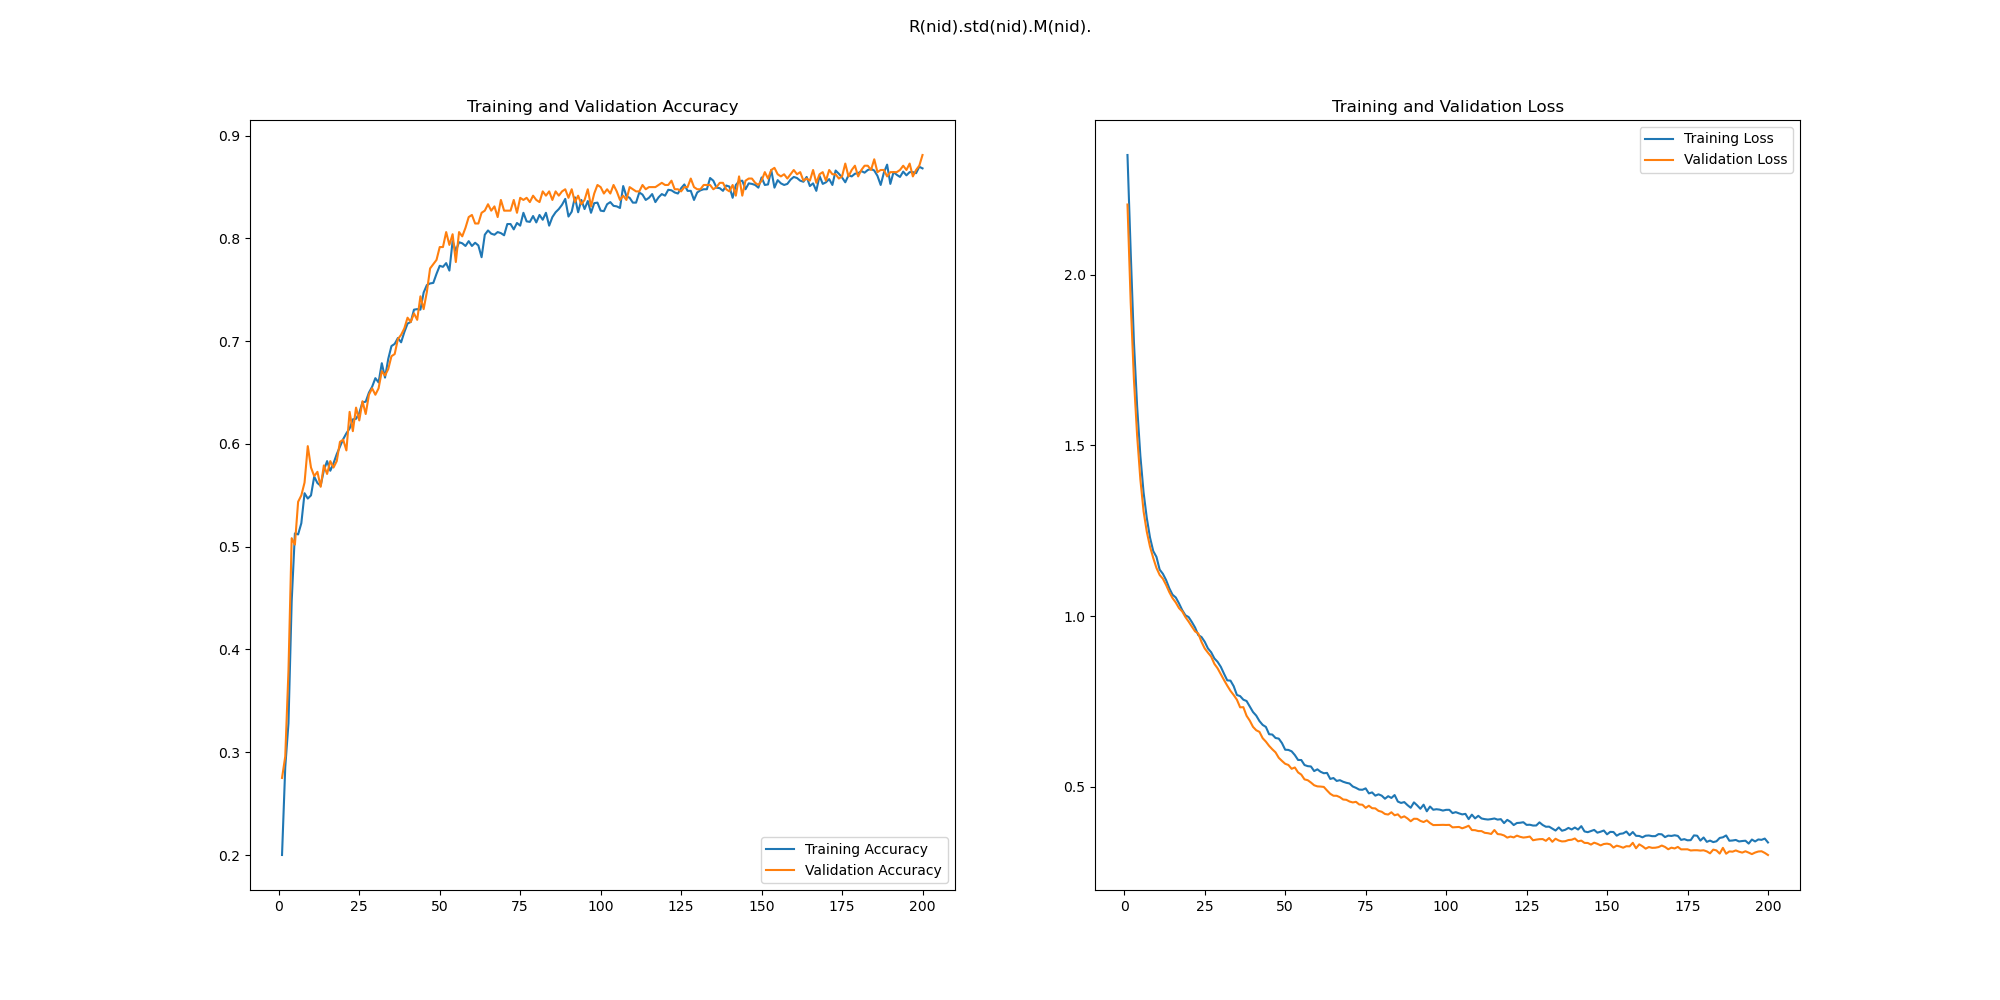 R(nid).std(nid).M(nid).
Training and Validation Accuracy
0.9
0.8
0.7
0.6
0.5
0.4
0.3
0.2
0 25 50 75 100 125 150 175 200
Training Accuracy
Validation Accuracy
Training and Validation Loss
2.0
1.5
1.0
0.5
0 25 50 75 100 125 150 175 200
Training Loss
Validation Loss